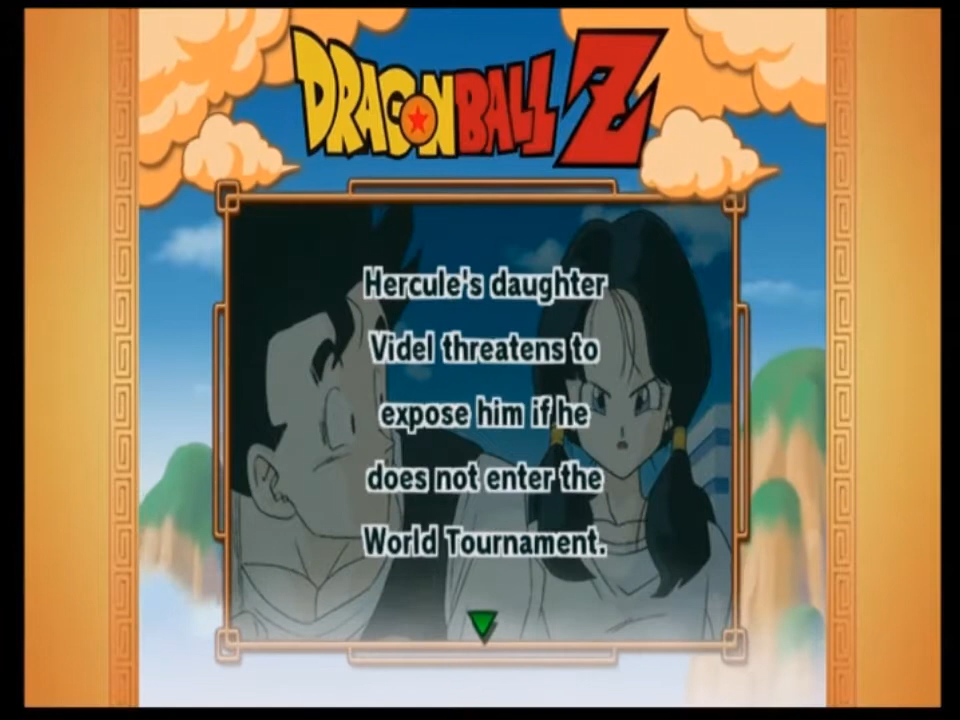 DRAGON BALL Z
Hercule's daughter
Videl threatens to
expose him if he
does not enter the
World Tournament.